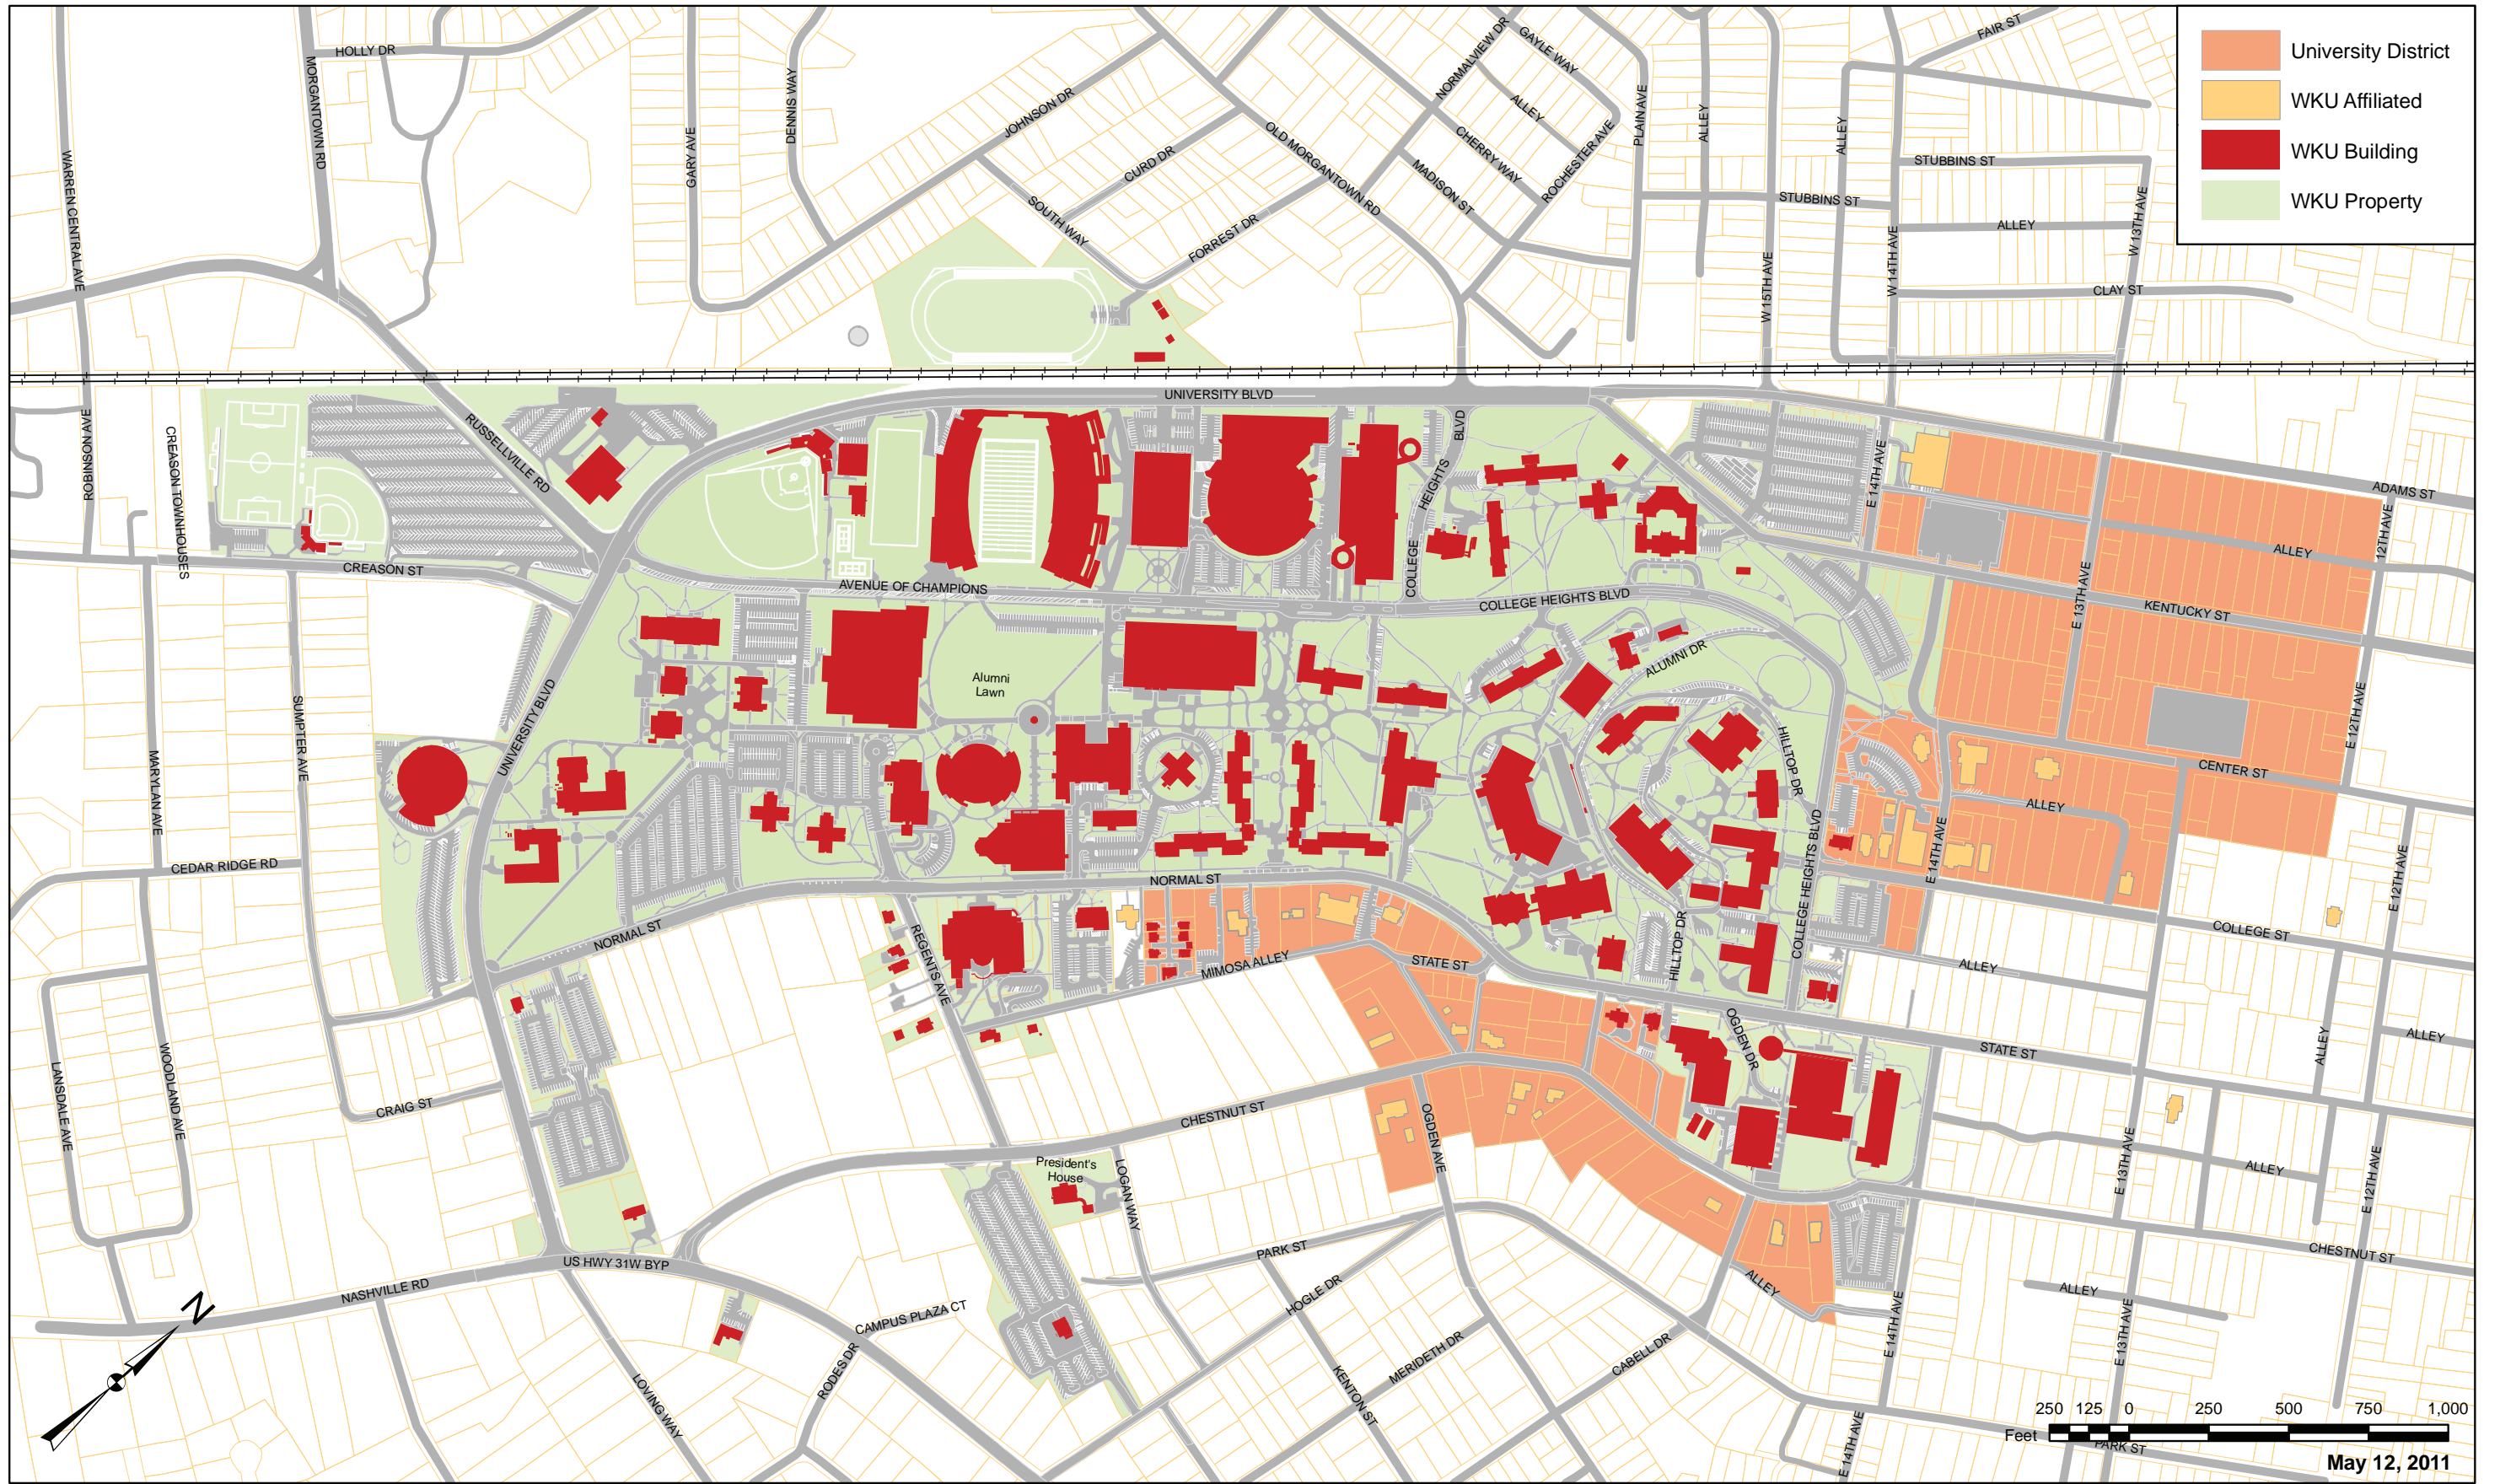 HOLLY DR
MORGANTOWN RD
WARREN CENTRAL AVE
GARY AVE
DENNIS WAY
JOHNSON DR
CURD DR
SOUTH WAY
FORREST DR
OLD MORGANTOWN RD
NORMALVIEW DR
GAYLE WAY
ALLEY
CHERRY WAY
MADISON ST
ROCHESTER AVE
PLAIN AVE
ALLEY
W 15TH AVE
STUBBINS ST
ALLEY
W 14TH AVE
FAIR ST
STUBBINS ST
ALLEY
W 13TH AVE
CLAY ST
University District
WKU Affiliated
WKU Building
WKU Property
ROBINSON AVE
CREASON TOWNHOUSES
RUSSELLVILLE RD
UNIVERSITY BLVD
COLLEGE HEIGHTS BLVD
CREASON ST
AVENUE OF CHAMPIONS
COLLEGE HEIGHTS BLVD
E 14TH AVE
ADAMS ST
12TH AVE
ALLEY
E 13TH AVE
KENTUCKY ST
ALUMNI DR
Alumni
Lawn
UNIVERSITY BLVD
SUMPTER AVE
MARYLAN AVE
CEDAR RIDGE RD
HILLTOP DR
E 12TH AVE
CENTER ST
ALLEY
E 14TH AVE
COLLEGE HEIGHTS BLVD
E 12TH AVE
NORMAL ST
NORMAL ST
REGENTS AVE
MIMOSA ALLEY
STATE ST
HILLTOP DR
COLLEGE ST
ALLEY
LANSDALE AVE
WOODLAND AVE
CRAIG ST
CHESTNUT ST
OGDEN AVE
OGDEN DR
STATE ST
ALLEY
ALLEY
ALLEY
E 13TH AVE
E 12TH AVE
President's
House
LOGAN WAY
PARK ST
HOGLE DR
US HWY 31W BYP
NASHVILLE RD
CAMPUS PLAZA CT
RODES DR
LOVING WAY
KENTON ST
MERIDETH DR
CABELL DR
ALLEY
E 14TH AVE
CHESTNUT ST
ALLEY
E 13TH AVE
E 14TH AVE
PARK ST
N
250 125 0 250 500 750 1,000
Feet
May 12, 2011